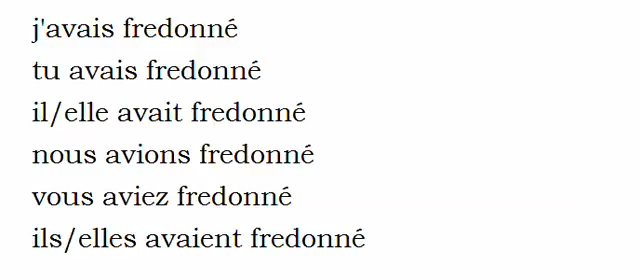 j'avais fredonné
tu avais fredonné
il/elle avait fredonné
nous avions fredonné
vous aviez fredonné
ils/elles avaient fredonné